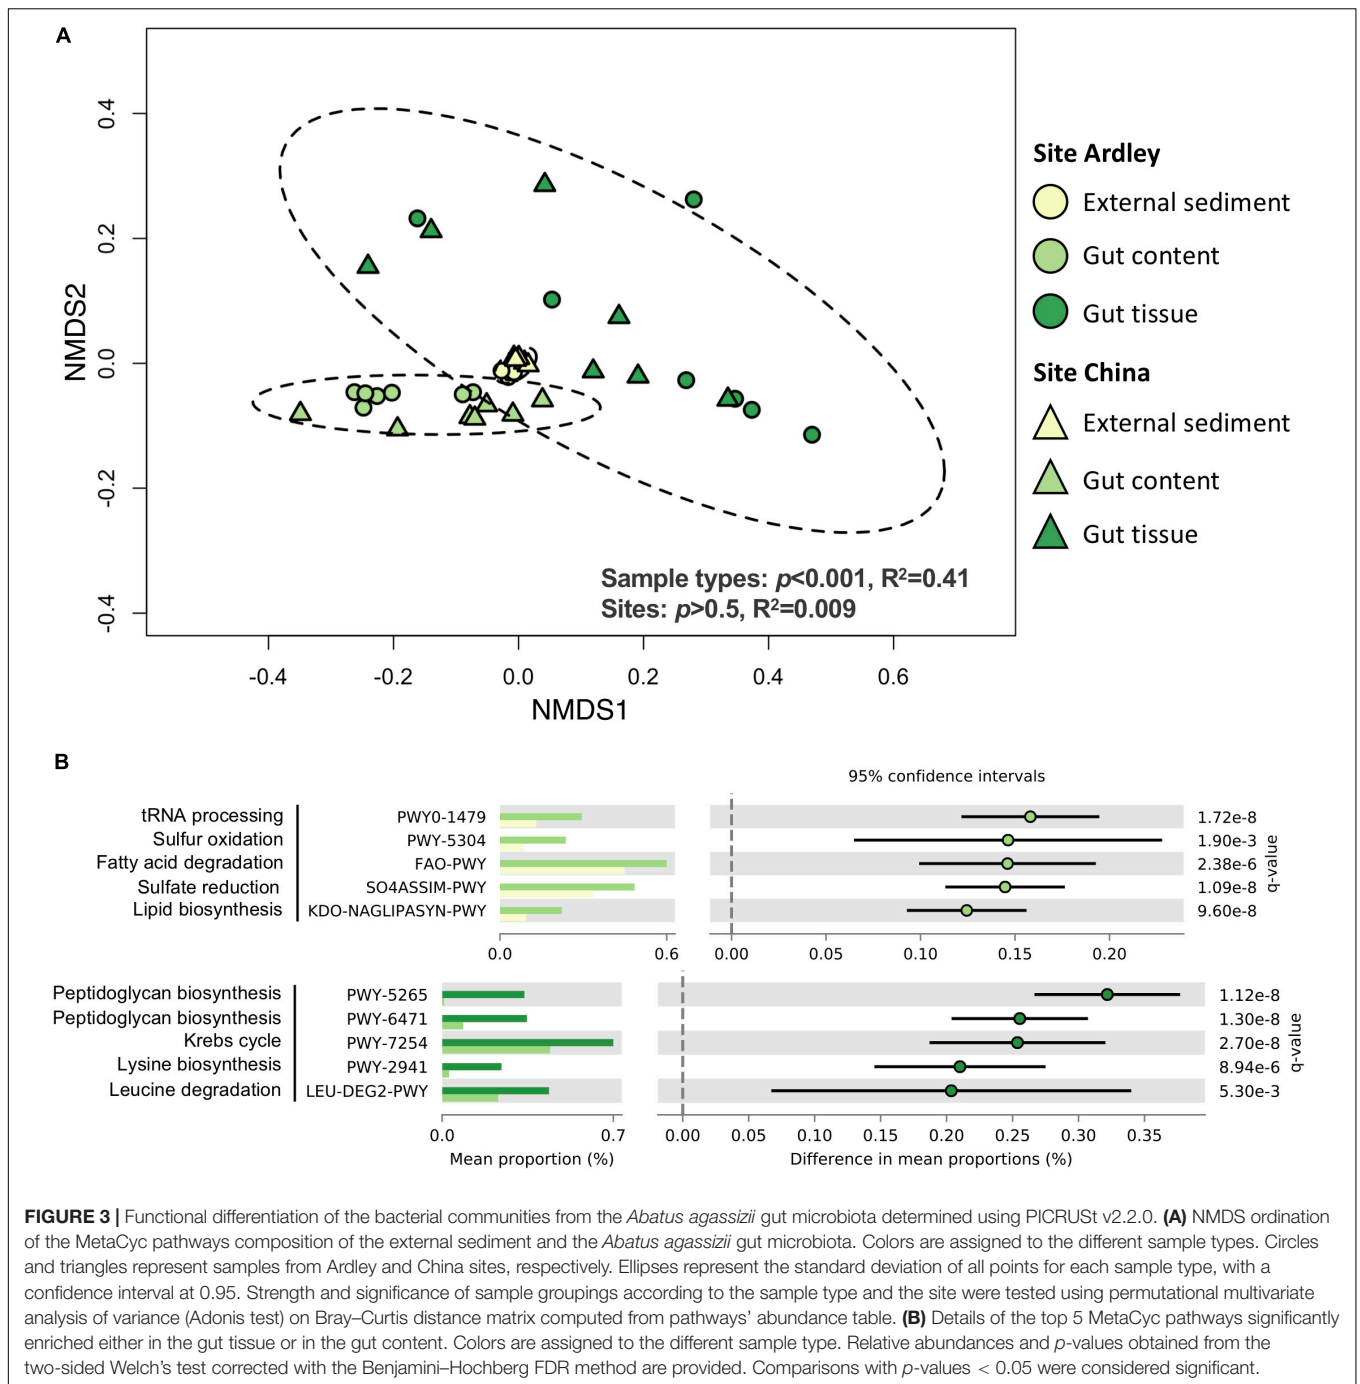 A
0.4
0.2
0.0
-0.2
-0.4
NMDS2
-0.4 -0.2 0.0 0.2 0.4 0.6
NMDS1
Sample types: p<0.001, R²=0.41
Sites: p>0.5, R²=0.009
Site Ardley
External sediment
Gut content
Gut tissue
Site China
External sediment
Gut content
Gut tissue
B
95% confidence intervals
tRNA processing PWY0-1479 1.72e-8
Sulfur oxidation PWY-5304 1.90e-3
Fatty acid degradation FAO-PWY 2.38e-6
Sulfate reduction SO4ASSIM-PWY 1.09e-8
Lipid biosynthesis KDO-NAGLIPASYN-PWY 9.60e-8
q-value
0.0 0.6 0.00 0.05 0.10 0.15 0.20
Peptidoglycan biosynthesis PWY-5265 1.12e-8
Peptidoglycan biosynthesis PWY-6471 1.30e-8
Krebs cycle PWY-7254 2.70e-8
Lysine biosynthesis PWY-2941 8.94e-6
Leucine degradation LEU-DEG2-PWY 5.30e-3
q-value
0.0 0.7 0.00 0.05 0.10 0.15 0.20 0.25 0.30 0.35
Mean proportion (%) Difference in mean proportions (%)
FIGURE 3 | Functional differentiation of the bacterial communities from the Abatus agassizii gut microbiota determined using PICRUSt v2.2.0. (A) NMDS ordination
of the MetaCyc pathways composition of the external sediment and the Abatus agassizii gut microbiota. Colors are assigned to the different sample types. Circles
and triangles represent samples from Ardley and China sites, respectively. Ellipses represent the standard deviation of all points for each sample type, with a
confidence interval at 0.95. Strength and significance of sample groupings according to the sample type and the site were tested using permutational multivariate
analysis of variance (Adonis test) on Bray–Curtis distance matrix computed from pathways' abundance table. (B) Details of the top 5 MetaCyc pathways significantly
enriched either in the gut tissue or in the gut content. Colors are assigned to the different sample type. Relative abundances and p-values obtained from the
two-sided Welch's test corrected with the Benjamini–Hochberg FDR method are provided. Comparisons with p-values < 0.05 were considered significant.